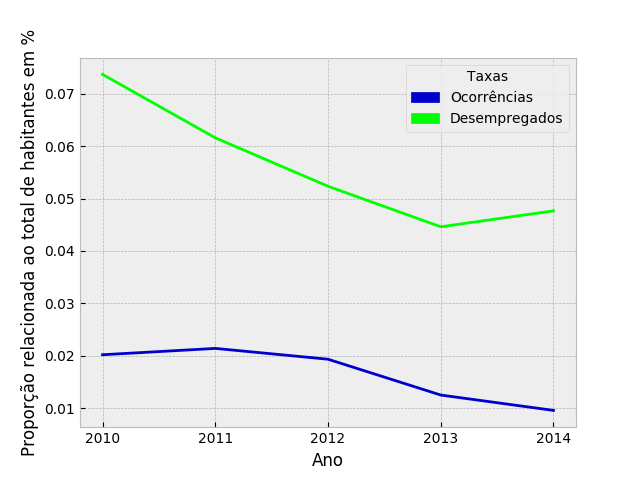 Proporção relacionada ao total de habitantes em %
0.07
0.06
0.05
0.04
0.03
0.02
0.01
Taxas
Ocorrências
Desempregados
2010 2011 2012 2013 2014
Ano